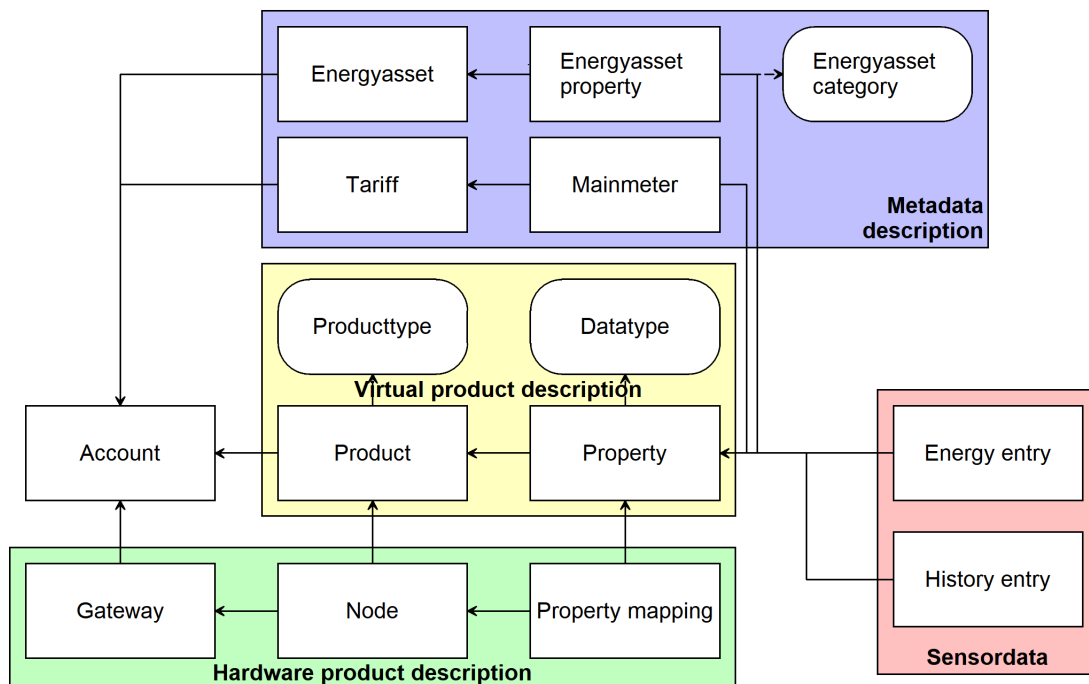 Energyasset
Energyasset
property
Energyasset
category
Tariff
Mainmeter
Metadata
description
Producttype
Datatype
Virtual product description
Account
Product
Property
Energy entry
Gateway
Node
Property mapping
History entry
Hardware product description
Sensordata